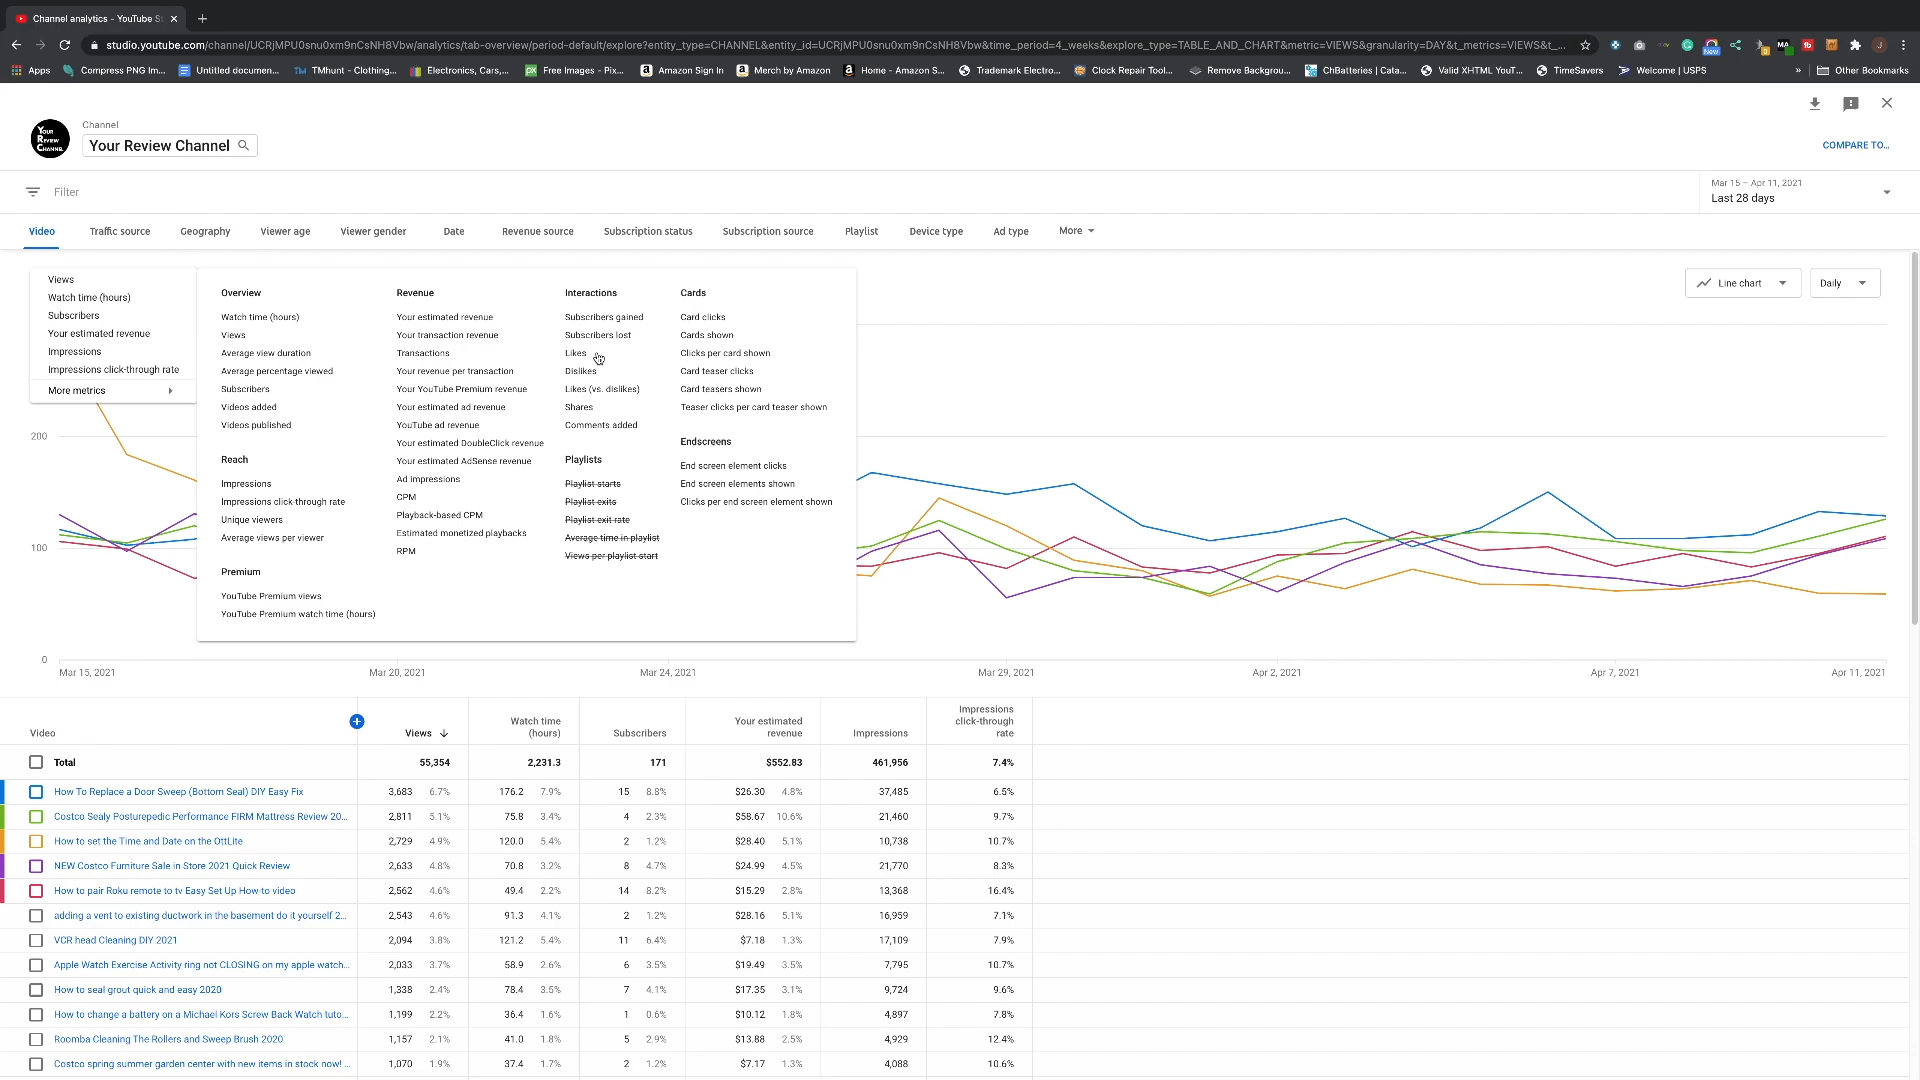 Channel analytics - YouTube St
studio.youtube.com/channel/UCRjMPU0snu0xm9nCsNH8Vbw/analytics/tab-overview/period-default/explore?entity_type=CHANNEL&entity_id=UCRjMPU0snu0xm9nCsNH8Vbw&time_period=4_weeks&explore_type=TABLE_AND_CHART&metric=VIEWS&granularity=DAY&t_metrics=VIEWS&t_...
Apps Compress PNG Im... Untitled documen... TMhunt - Clothing... Electronics, Cars,... Free Images - Pix... Amazon Sign In Merch by Amazon Home - Amazon S... Trademark Electro... Clock Repair Tool... Remove Backgrou... ChBatteries | Cata... Valid XHTML YouT... TimeSavers Welcome | USPS » Other Bookmarks
Your Review Channel
Channel
Your Review Channel
COMPARE TO...
Filter
Mar 15 – Apr 11, 2021
Last 28 days
Video Traffic source Geography Viewer age Viewer gender Date Revenue source Subscription status Subscription source Playlist Device type Ad type More
Views
Watch time (hours)
Subscribers
Your estimated revenue
Impressions
Impressions click-through rate
More metrics
Overview
Watch time (hours)
Views
Average view duration
Average percentage viewed
Subscribers
Videos added
Videos published
Reach
Impressions
Impressions click-through rate
Unique viewers
Average views per viewer
Premium
YouTube Premium views
YouTube Premium watch time (hours)
Revenue
Your estimated revenue
Your transaction revenue
Transactions
Your revenue per transaction
Your YouTube Premium revenue
Your estimated ad revenue
YouTube ad revenue
Your estimated DoubleClick revenue
Your estimated AdSense revenue
Ad impressions
CPM
Playback-based CPM
Estimated monetized playbacks
RPM
Interactions
Subscribers gained
Subscribers lost
Likes
Dislikes
Likes (vs. dislikes)
Shares
Comments added
Playlists
Playlist starts
Playlist exits
Playlist exit rate
Average time in playlist
Views per playlist start
Cards
Card clicks
Cards shown
Clicks per card shown
Card teaser clicks
Card teasers shown
Teaser clicks per card teaser shown
Endscreens
End screen element clicks
End screen elements shown
Clicks per end screen element shown
Line chart Daily
200
100
0
Mar 15, 2021 Mar 20, 2021 Mar 24, 2021 Mar 29, 2021 Apr 2, 2021 Apr 7, 2021 Apr 11, 2021
Video Views Watch time (hours) Subscribers Your estimated revenue Impressions Impressions click-through rate
Total 55,354 2,231.3 171 $552.83 461,956 7.4%
How To Replace a Door Sweep (Bottom Seal) DIY Easy Fix 3,683 6.7% 176.2 7.9% 15 8.8% $26.30 4.8% 37,485 6.5%
Costco Sealy Posturepedic Performance FIRM Mattress Review 20... 2,811 5.1% 75.8 3.4% 4 2.3% $58.67 10.6% 21,460 9.7%
How to set the Time and Date on the OttLite 2,729 4.9% 120.0 5.4% 2 1.2% $28.40 5.1% 10,738 10.7%
NEW Costco Furniture Sale in Store 2021 Quick Review 2,633 4.8% 70.8 3.2% 8 4.7% $24.99 4.5% 21,770 8.3%
How to pair Roku remote to tv Easy Set Up How-to video 2,562 4.6% 49.4 2.2% 14 8.2% $15.29 2.8% 13,368 16.4%
adding a vent to existing ductwork in the basement do it yourself 2... 2,543 4.6% 91.3 4.1% 2 1.2% $28.16 5.1% 16,959 7.1%
VCR head Cleaning DIY 2021 2,094 3.8% 121.2 5.4% 11 6.4% $7.18 1.3% 17,109 7.9%
Apple Watch Exercise Activity ring not CLOSING on my apple watch... 2,033 3.7% 58.9 2.6% 6 3.5% $19.49 3.5% 7,795 10.7%
How to seal grout quick and easy 2020 1,338 2.4% 78.4 3.5% 7 4.1% $17.35 3.1% 9,724 9.6%
How to change a battery on a Michael Kors Screw Back Watch tuto... 1,199 2.2% 36.4 1.6% 1 0.6% $10.12 1.8% 4,897 7.8%
Roomba Cleaning The Rollers and Sweep Brush 2020 1,157 2.1% 41.0 1.8% 5 2.9% $13.88 2.5% 4,929 12.4%
Costco spring summer garden center with new items in stock now! ... 1,070 1.9% 37.4 1.7% 2 1.2% $7.17 1.3% 4,088 10.6%